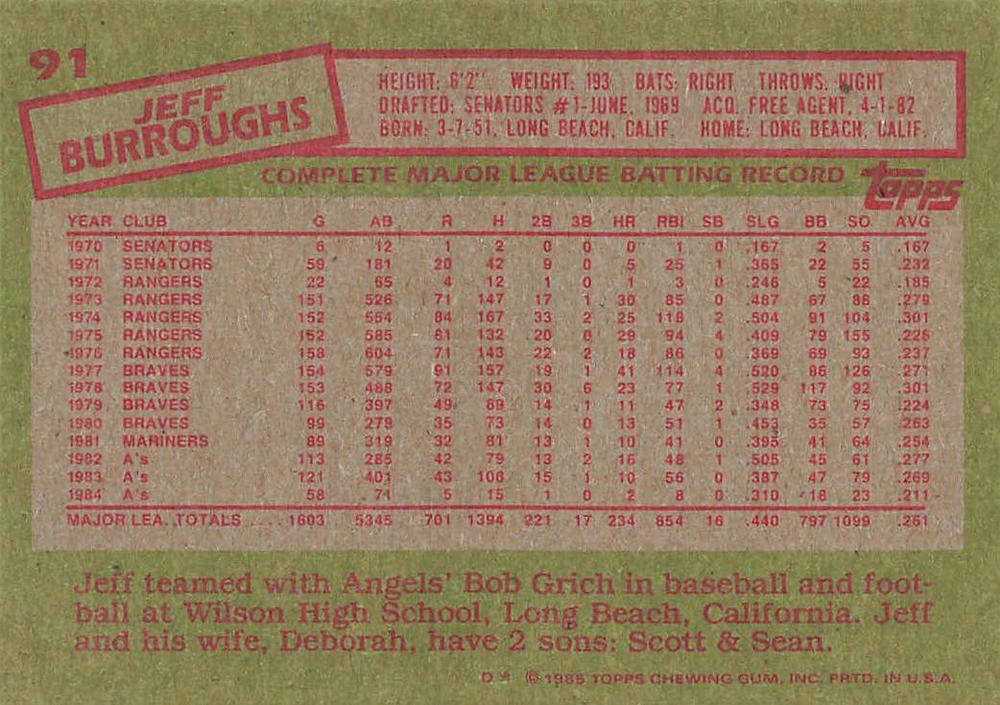 91
JEFF
BURROUGHS
HEIGHT: 6'2" WEIGHT: 193 BATS: RIGHT THROWS: RIGHT
DRAFTED: SENATORS #1-JUNE, 1969 ACQ. FREE AGENT, 4-1-82
BORN: 3-7-51, LONG BEACH, CALIF. HOME: LONG BEACH, CALIF.
COMPLETE MAJOR LEAGUE BATTING RECORD topps
YEAR CLUB G AB R H 2B 3B HR RBI SB SLG BB SO AVG
1970 SENATORS 6 12 1 2 0 0 0 1 0 .167 2 5 .167
1971 SENATORS 59 181 20 42 9 0 5 25 1 .365 22 55 .232
1972 RANGERS 22 65 4 12 1 0 1 3 0 .246 5 22 .185
1973 RANGERS 151 526 71 147 17 1 30 85 0 .487 67 88 .279
1974 RANGERS 152 554 84 167 33 2 25 118 2 .504 91 104 .301
1975 RANGERS 152 585 81 132 20 0 29 94 4 .409 79 155 .226
1976 RANGERS 158 604 71 143 22 2 18 86 0 .369 69 93 .237
1977 BRAVES 154 579 91 157 19 1 41 114 4 .520 86 126 .271
1978 BRAVES 153 488 72 147 30 6 23 77 1 .529 117 92 .301
1979 BRAVES 116 397 49 89 14 1 11 47 2 .348 73 75 .224
1980 BRAVES 99 278 35 73 14 0 13 51 1 .453 35 57 .263
1981 MARINERS 89 319 32 81 13 1 10 41 0 .395 41 64 .254
1982 A's 113 285 42 79 13 2 16 48 1 .505 45 61 .277
1983 A's 121 401 43 108 15 1 10 56 0 .387 47 79 .269
1984 A's 58 71 5 15 1 0 2 8 0 .310 18 23 .211
MAJOR LEA. TOTALS .... 1603 5345 701 1394 221 17 234 854 16 .440 797 1099 .261
Jeff teamed with Angels' Bob Grich in baseball and foot-
ball at Wilson High School, Long Beach, California. Jeff
and his wife, Deborah, have 2 sons: Scott & Sean.
D* © 1985 TOPPS CHEWING GUM, INC. PRTD. IN U.S.A.